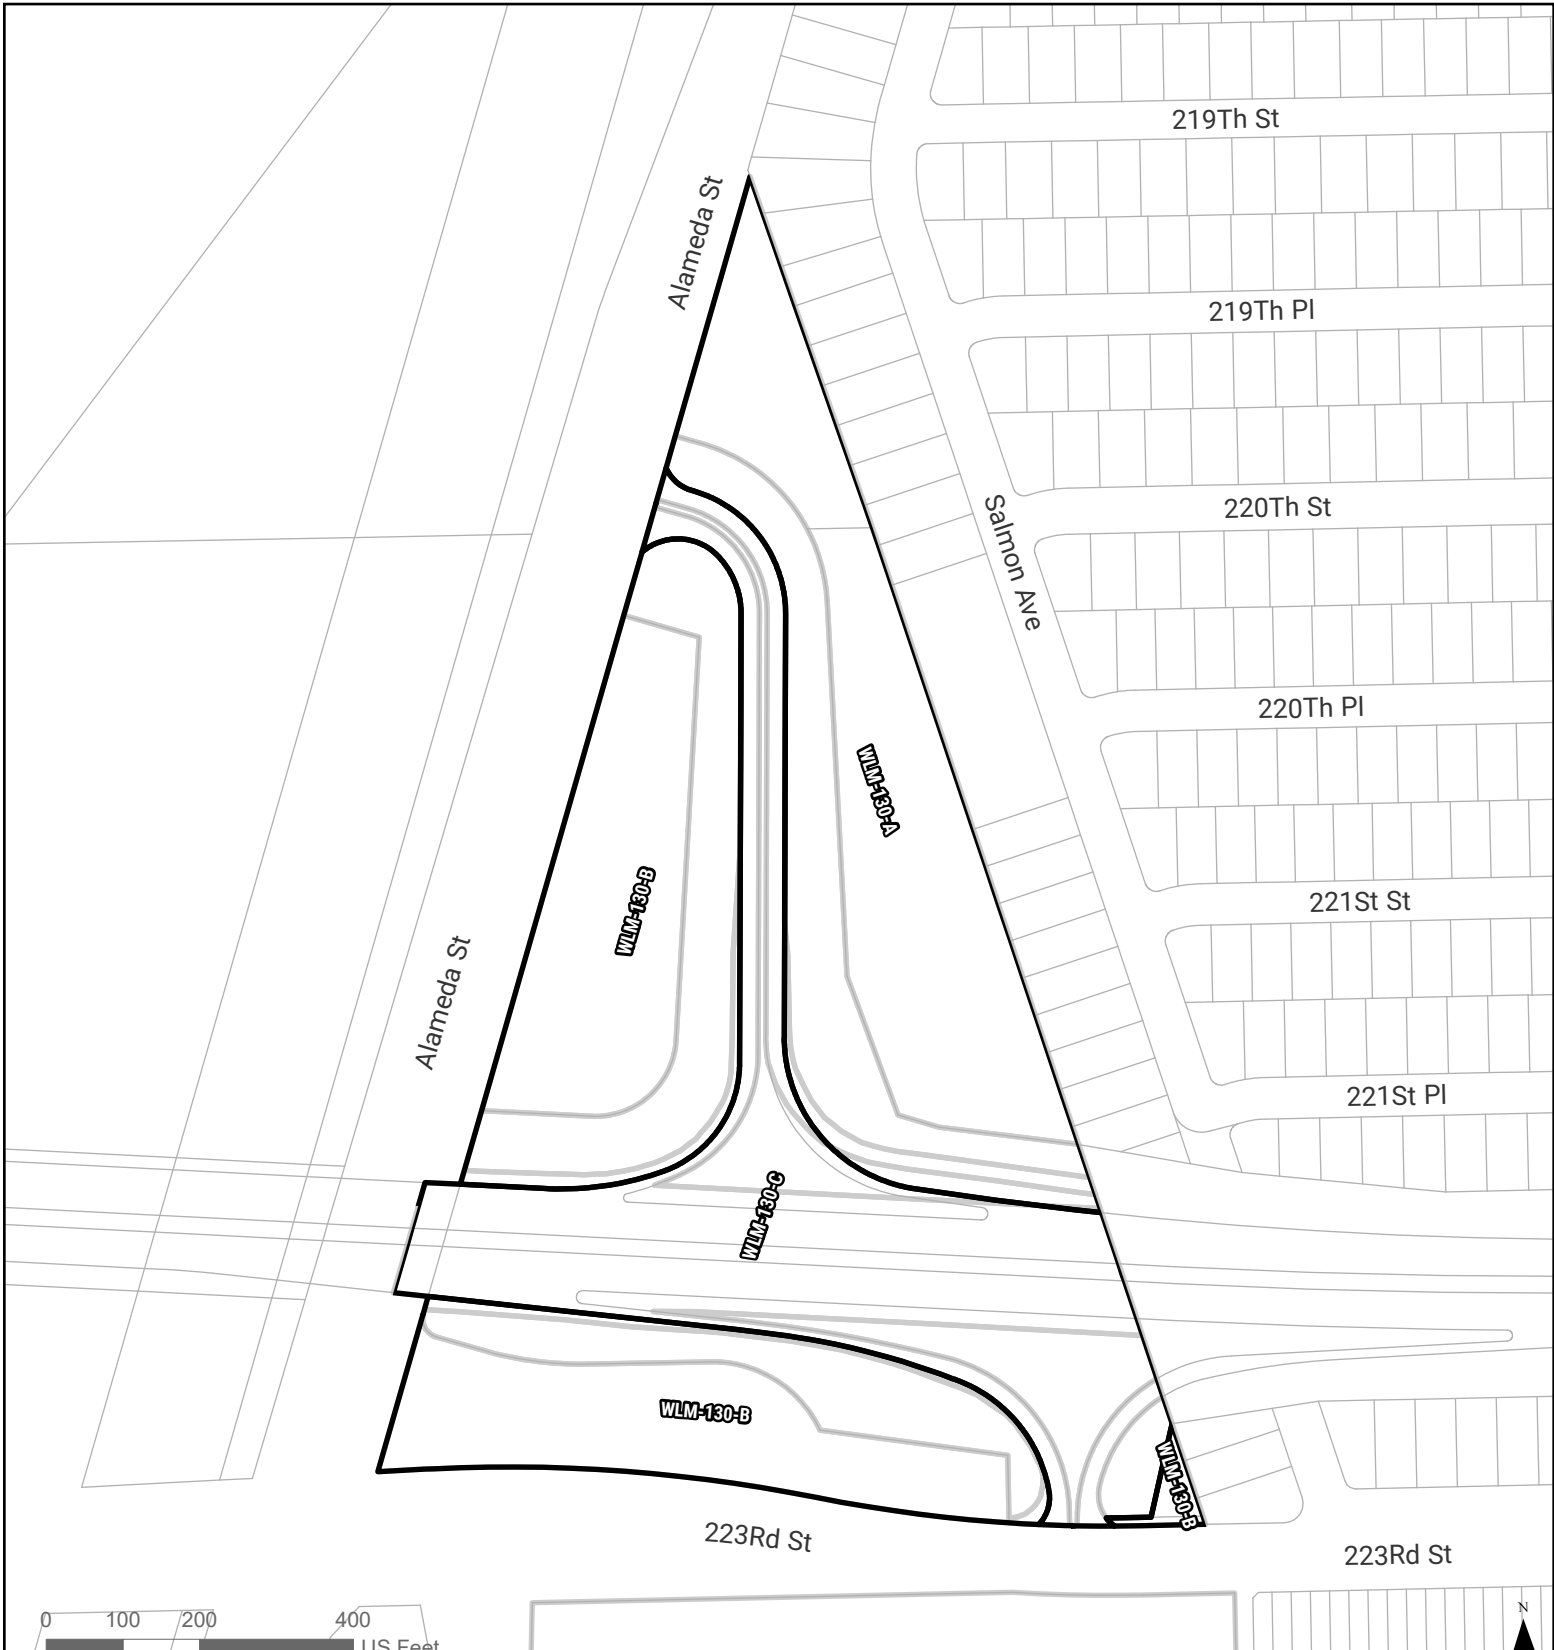 219Th St
Alameda St
219Th Pl
220Th St
Salmon Ave
220Th Pl
WLM-130-A
WLM-130-B
221St St
Alameda St
221St Pl
WLM-130-C
WLM-130-B
WLM-130-B
223Rd St
223Rd St
0 100 200 400
US Feet
N